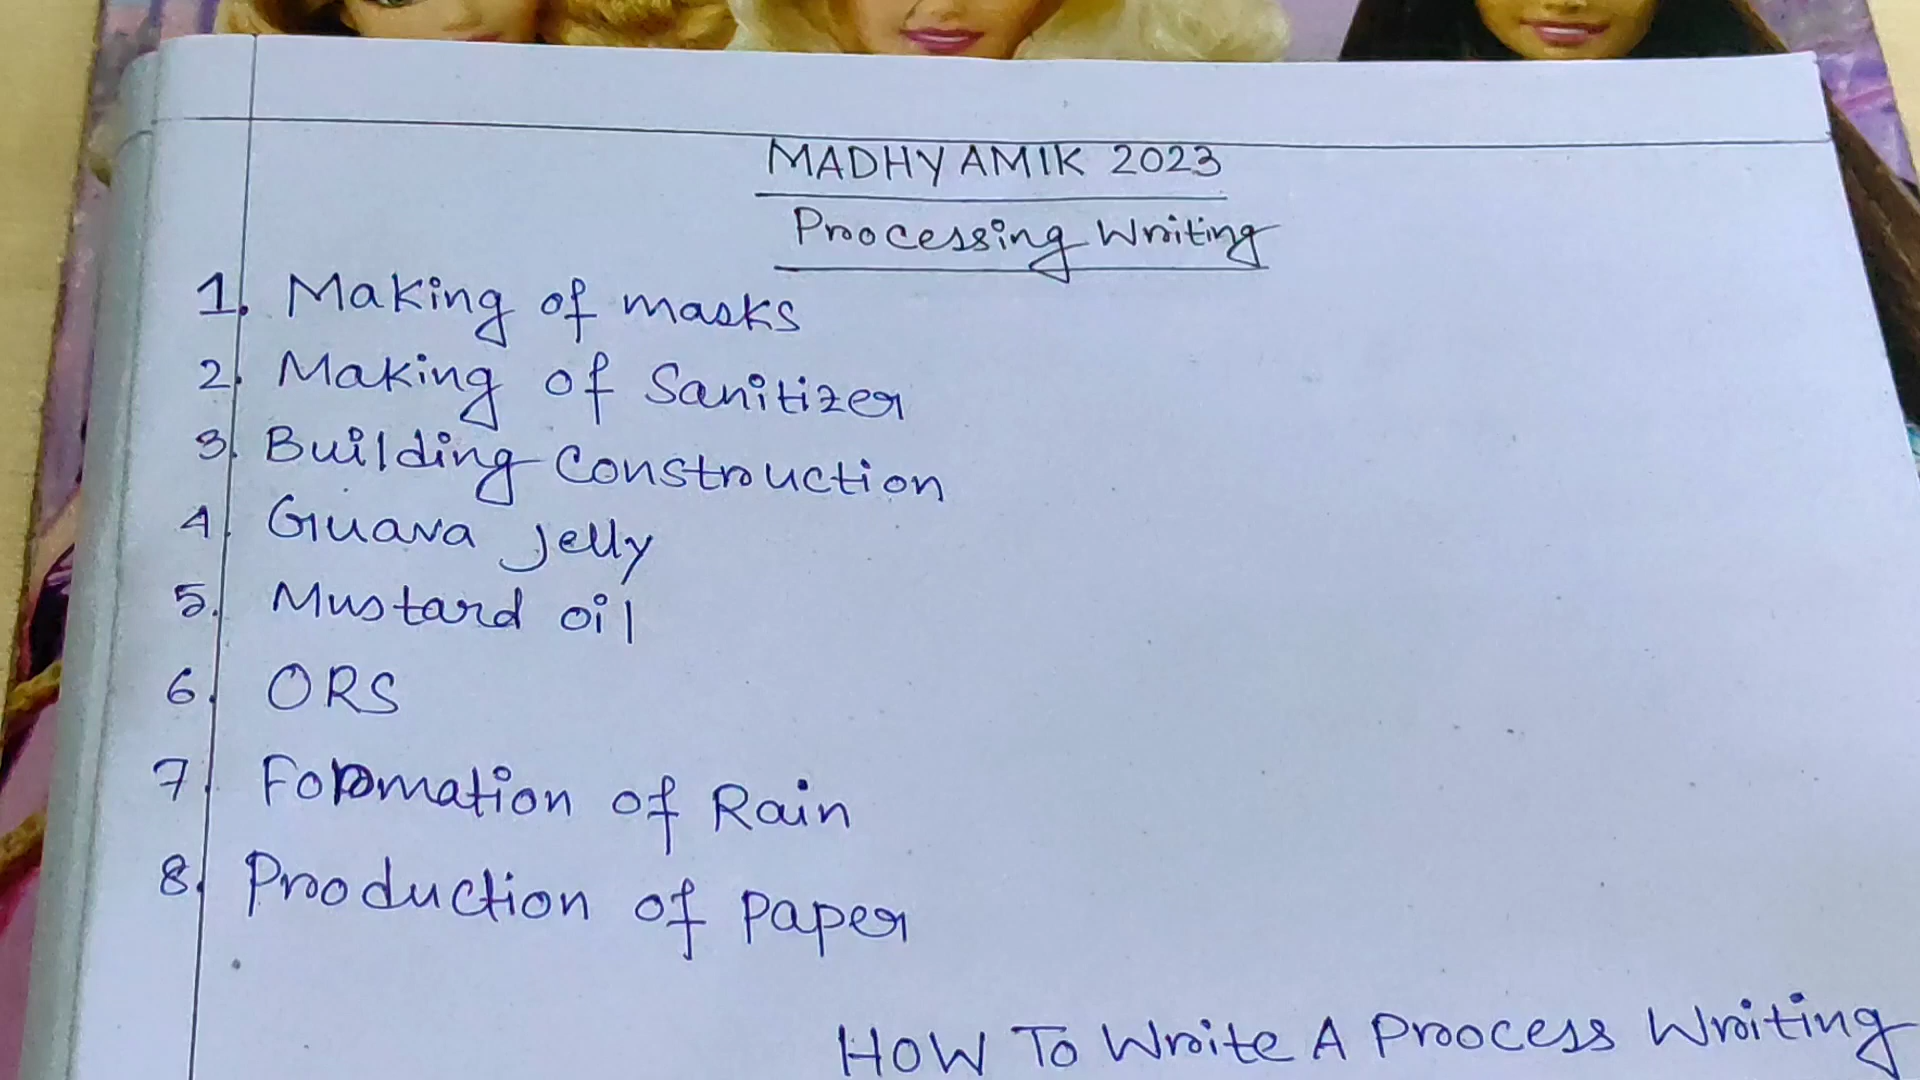 MADHYAMIK 2023
Processing Writing
1. Making of masks
2. Making of Sanitizer
3. Building Construction
4. Guava jelly
5. Mustard oil
6. ORS
7. Formation of Rain
8. Production of paper
HOW TO Write A Process Writing